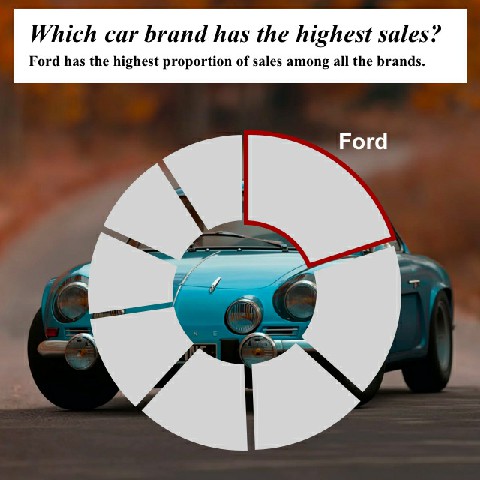 Which car brand has the highest sales?
Ford has the highest proportion of sales among all the brands.
Ford